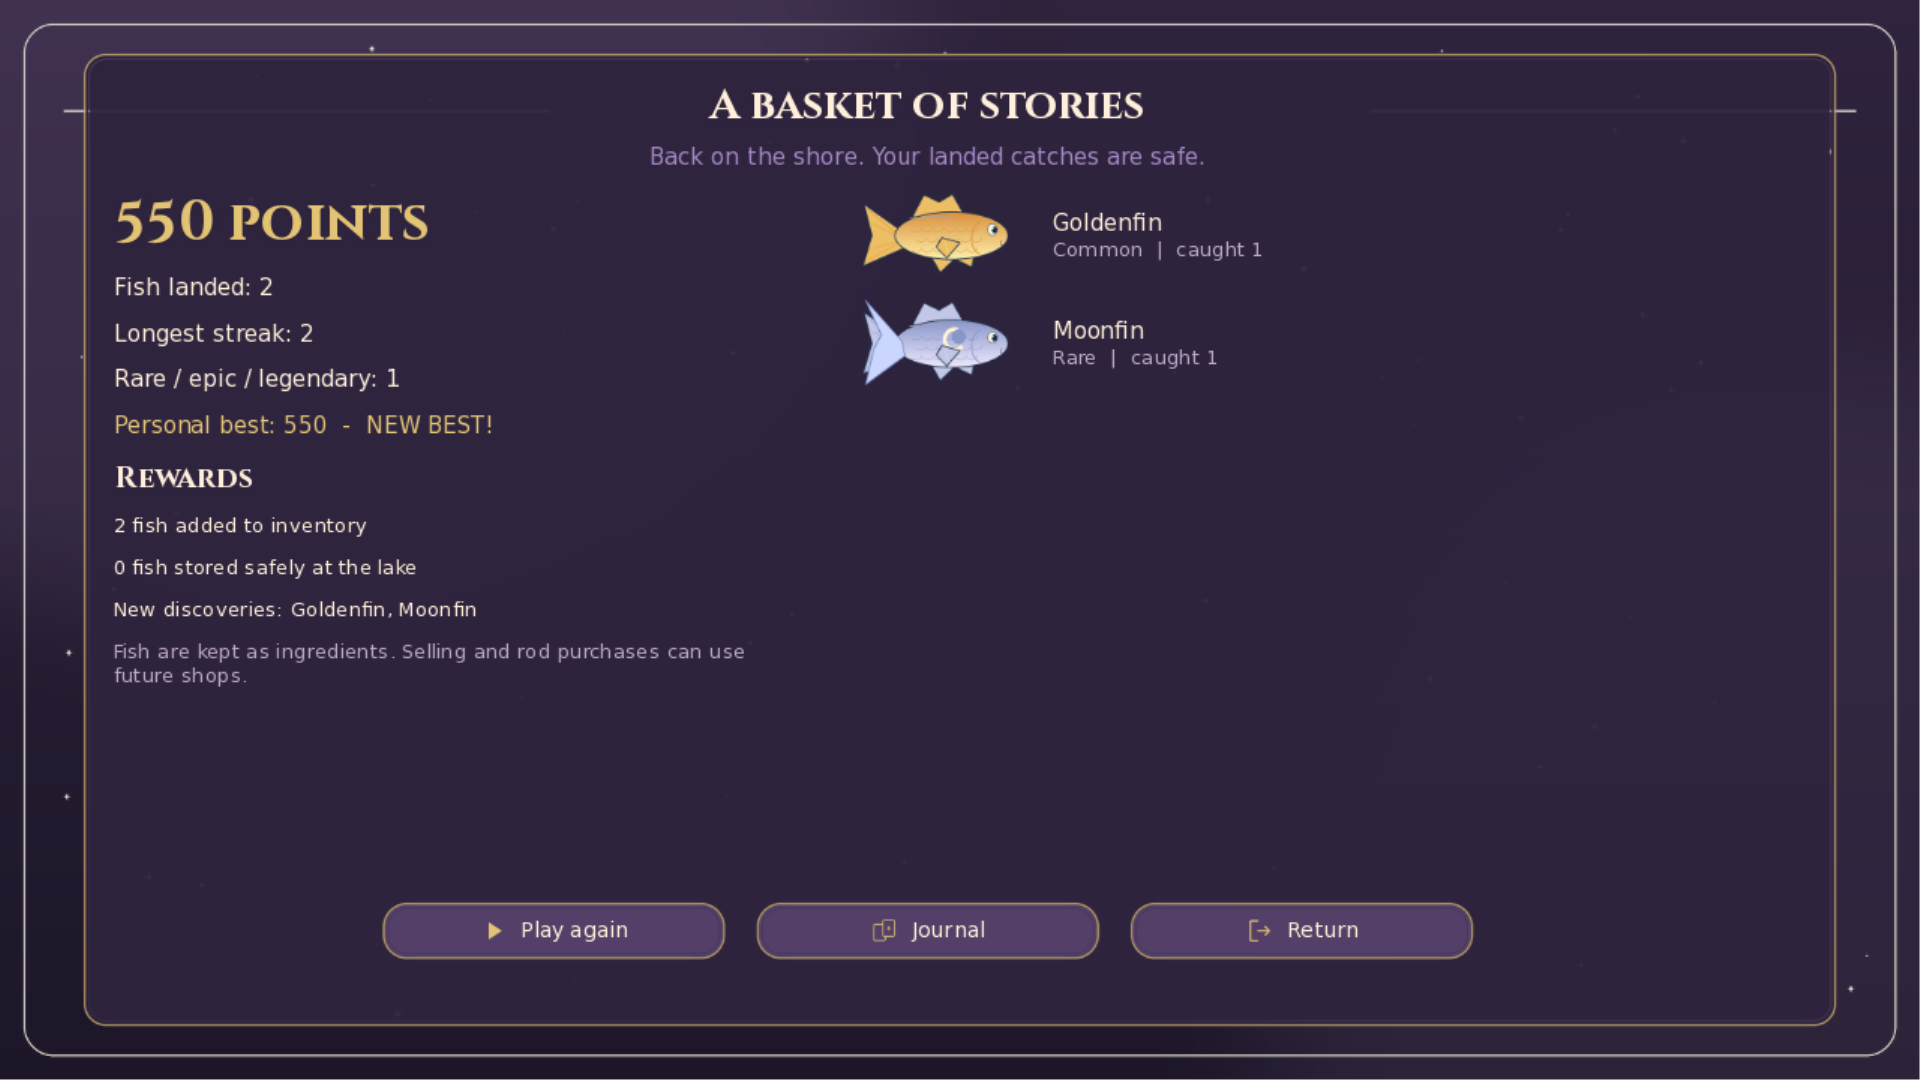 A BASKET OF STORIES
Back on the shore. Your landed catches are safe.
550 POINTS
Fish landed: 2
Longest streak: 2
Rare / epic / legendary: 1
Personal best: 550 - NEW BEST!
REWARDS
2 fish added to inventory
0 fish stored safely at the lake
New discoveries: Goldenfin, Moonfin
Fish are kept as ingredients. Selling and rod purchases can use
future shops.
Goldenfin
Common | caught 1
Moonfin
Rare | caught 1
Play again
Journal
Return